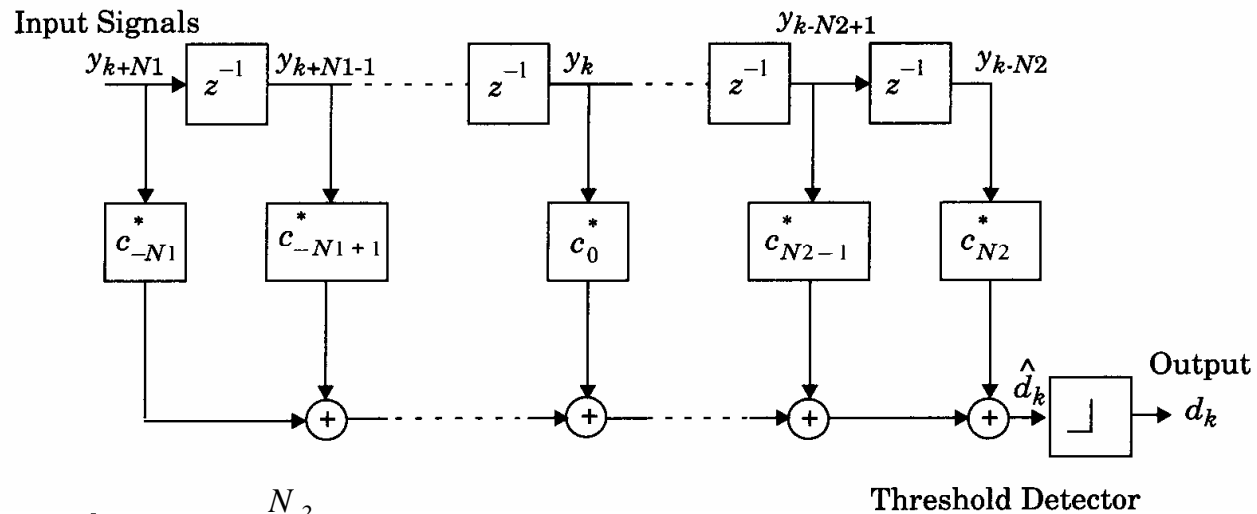 Input Signals
y_{k+N1} z^{-1} y_{k+N1-1} z^{-1} y_k z^{-1} y_{k-N2+1} z^{-1} y_{k-N2}
c^*_{-N1} c^*_{-N1+1} c^*_0 c^*_{N2-1} c^*_{N2}
+ + + + \hat{d}_k Output d_k
Threshold Detector
N_2